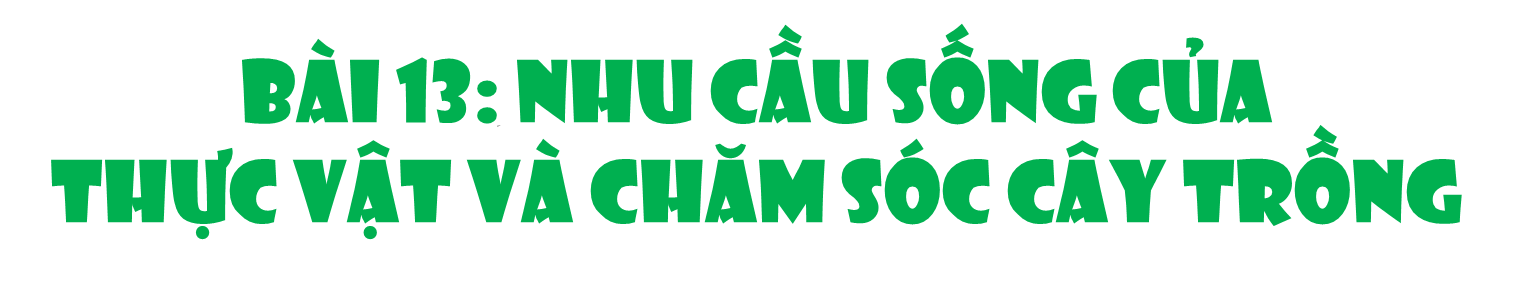 BÀI 13: NHU CẦU SỐNG CỦA
THỰC VẬT VÀ CHĂM SÓC CÂY TRỒNG